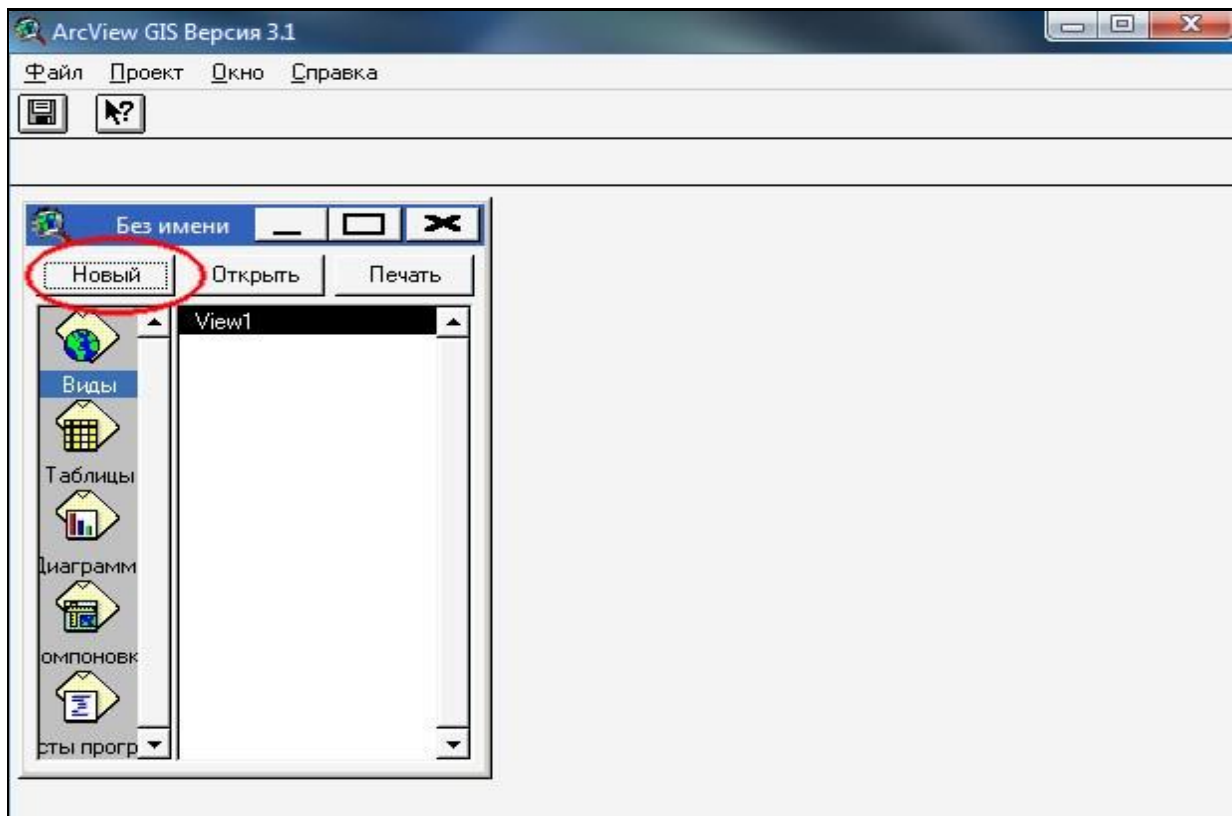 ArcView GIS Версия 3.1
Файл Проект Окно Справка
Без имени
Новый Открыть Печать
View1
Виды
Таблицы
Диаграмм
омпоновк
сты прогр